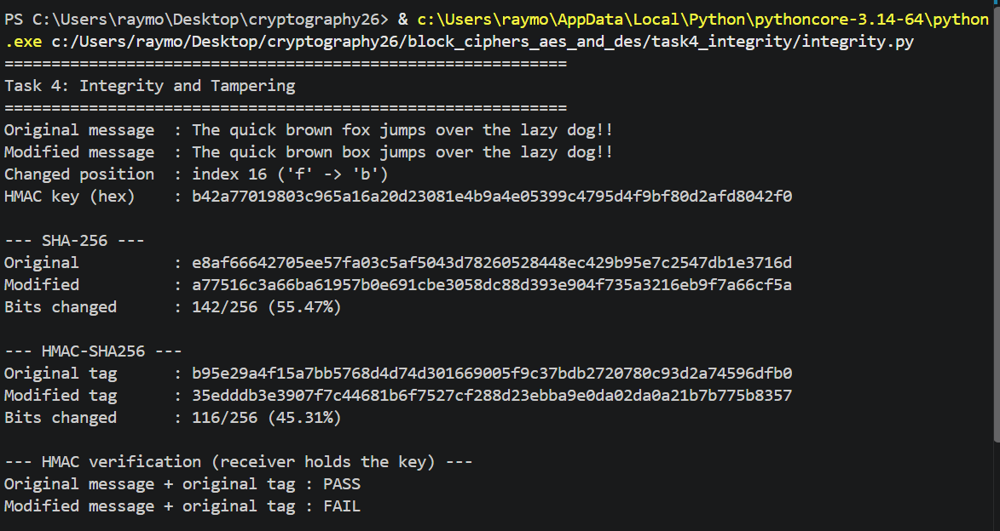 PS C:\Users\raymo\Desktop\cryptography26> & c:\Users\raymo\AppData\Local\Python\pythoncore-3.14-64\python
.exe c:/Users/raymo/Desktop/cryptography26/block_ciphers_aes_and_des/task4_integrity/integrity.py
============================================================
Task 4: Integrity and Tampering
============================================================
Original message  : The quick brown fox jumps over the lazy dog!!
Modified message  : The quick brown box jumps over the lazy dog!!
Changed position  : index 16 ('f' -> 'b')
HMAC key (hex)    : b42a77019803c965a16a20d23081e4b9a4e05399c4795d4f9bf80d2afd8042f0

--- SHA-256 ---
Original          : e8af66642705ee57fa03c5af5043d78260528448ec429b95e7c2547db1e3716d
Modified          : a77516c3a66ba61957b0e691cbe3058dc88d393e904f735a3216eb9f7a66cf5a
Bits changed      : 142/256 (55.47%)

--- HMAC-SHA256 ---
Original tag      : b95e29a4f15a7bb5768d4d74d301669005f9c37bdb2720780c93d2a74596dfb0
Modified tag      : 35edddb3e3907f7c44681b6f7527cf288d23ebba9e0da02da0a21b7b775b8357
Bits changed      : 116/256 (45.31%)

--- HMAC verification (receiver holds the key) ---
Original message + original tag : PASS
Modified message + original tag : FAIL